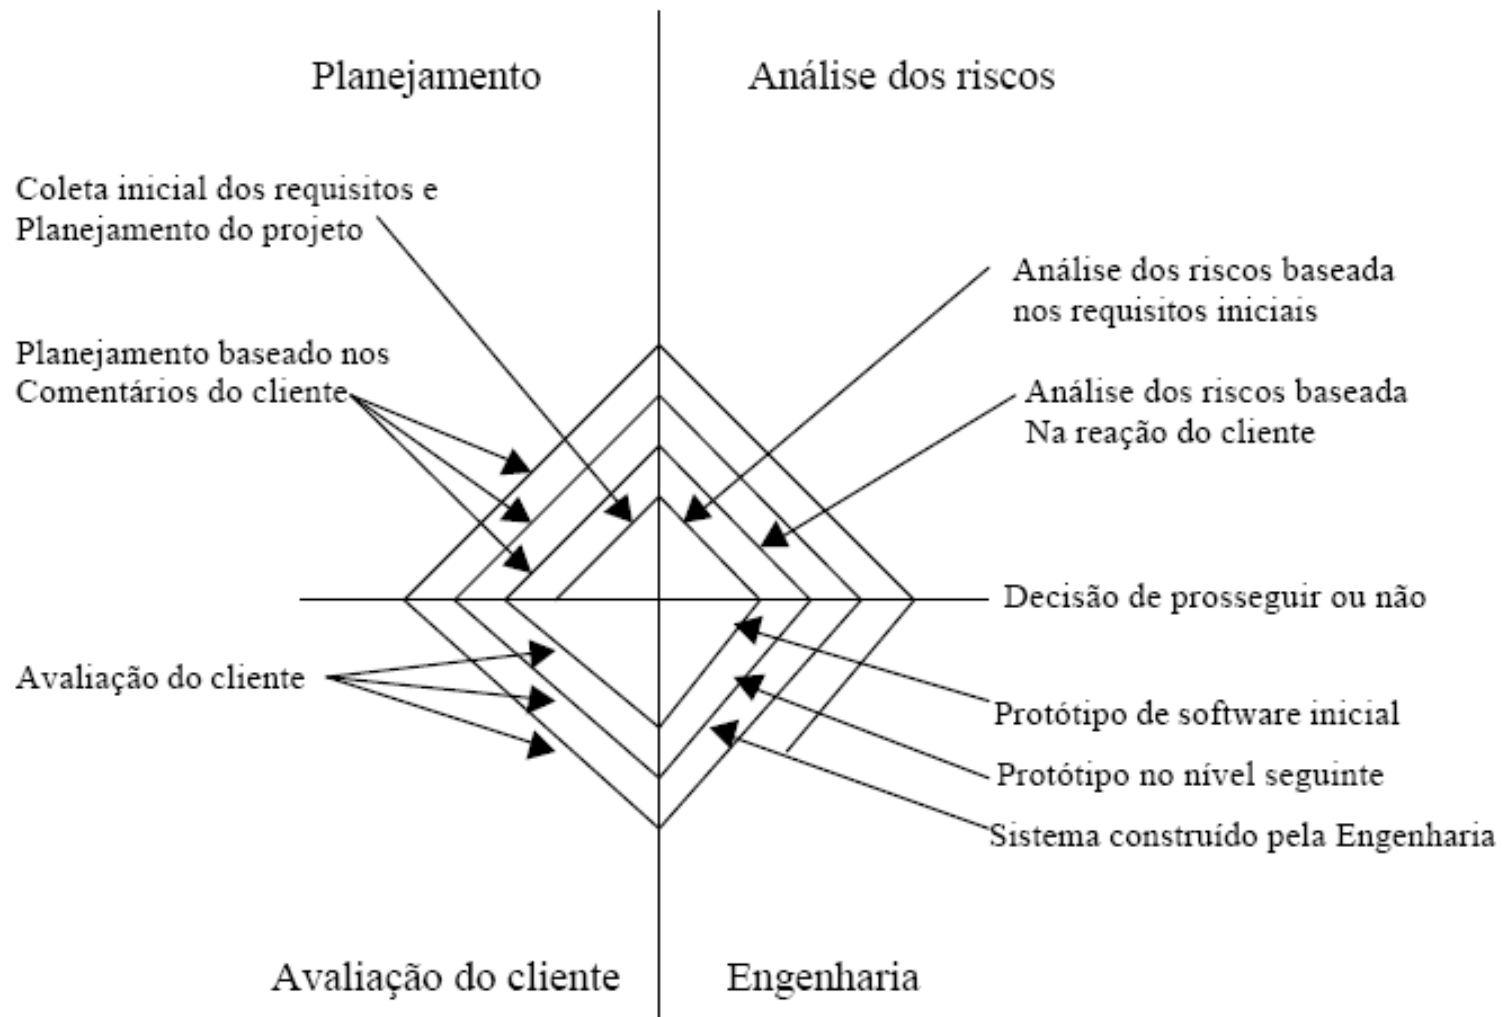 Planejamento
Análise dos riscos
Coleta inicial dos requisitos e
Planejamento do projeto
Análise dos riscos baseada
nos requisitos iniciais
Planejamento baseado nos
Comentários do cliente
Análise dos riscos baseada
Na reação do cliente
Decisão de prosseguir ou não
Avaliação do cliente
Protótipo de software inicial
Protótipo no nível seguinte
Sistema construído pela Engenharia
Avaliação do cliente
Engenharia